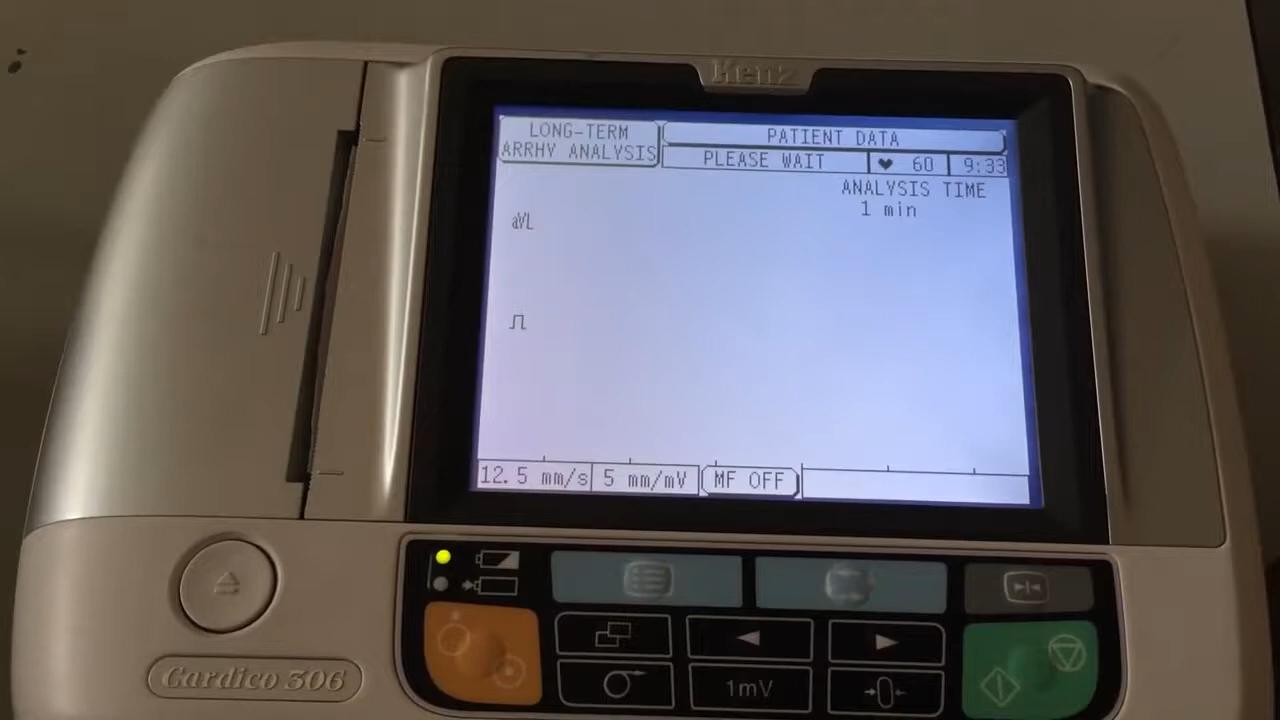 Kenz
LONG-TERM
ARRHY ANALYSIS
PATIENT DATA
PLEASE WAIT
♥ 60
9:33
ANALYSIS TIME
1 min
aVL
12.5 mm/s
5 mm/mV
MF OFF
1mV
Cardico 306